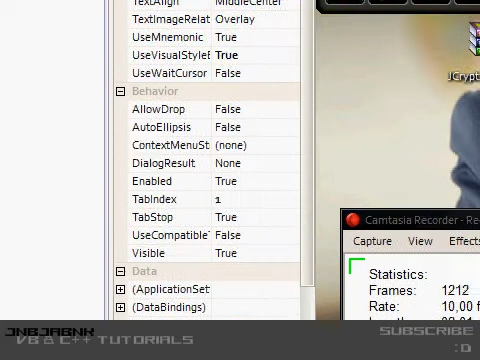 TextAlign MiddleCenter
TextImageRelat Overlay
UseMnemonic True
UseVisualStyleE True
UseWaitCursor False
Behavior
AllowDrop False
AutoEllipsis False
ContextMenuSt (none)
DialogResult None
Enabled True
TabIndex 1
TabStop True
UseCompatible False
Visible True
Data
(ApplicationSet
(DataBindings)
JCrypt
Camtasia Recorder - Re
Capture View Effects
Statistics:
Frames: 1212
Rate: 10,00 f
JNBJABNK
VB & C++ TUTORIALS
SUBSCRIBE
:D